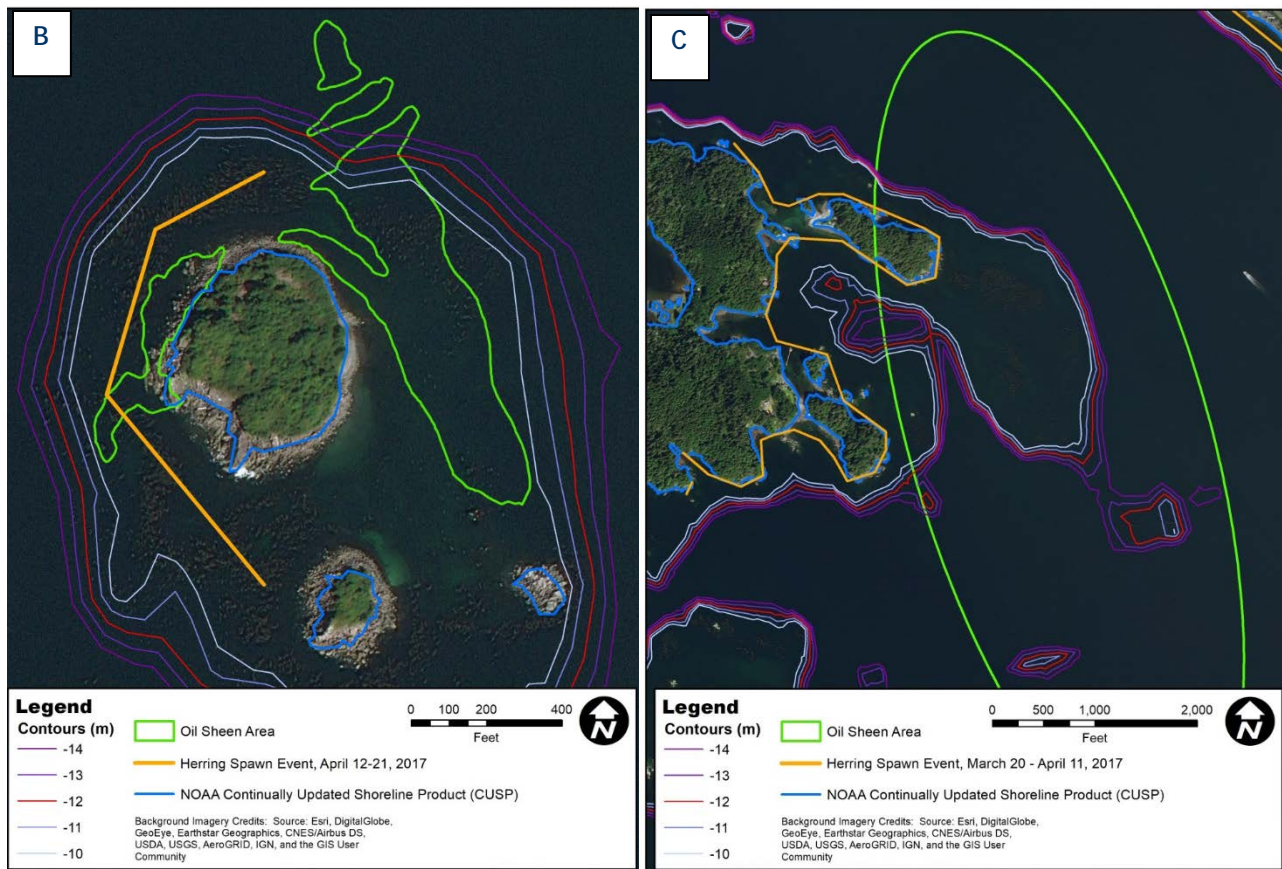 B
Legend
Contours (m)
-14
-13
-12
-11
-10
Oil Sheen Area
Herring Spawn Event, April 12-21, 2017
NOAA Continually Updated Shoreline Product (CUSP)
0 100 200 400
Feet
N
Background Imagery Credits: Source: Esri, DigitalGlobe,
GeoEye, Earthstar Geographics, CNES/Airbus DS,
USDA, USGS, AeroGRID, IGN, and the GIS User
Community
C
Legend
Contours (m)
-14
-13
-12
-11
-10
Oil Sheen Area
Herring Spawn Event, March 20 - April 11, 2017
NOAA Continually Updated Shoreline Product (CUSP)
0 500 1,000 2,000
Feet
N
Background Imagery Credits: Source: Esri, DigitalGlobe,
GeoEye, Earthstar Geographics, CNES/Airbus DS,
USDA, USGS, AeroGRID, IGN, and the GIS User
Community